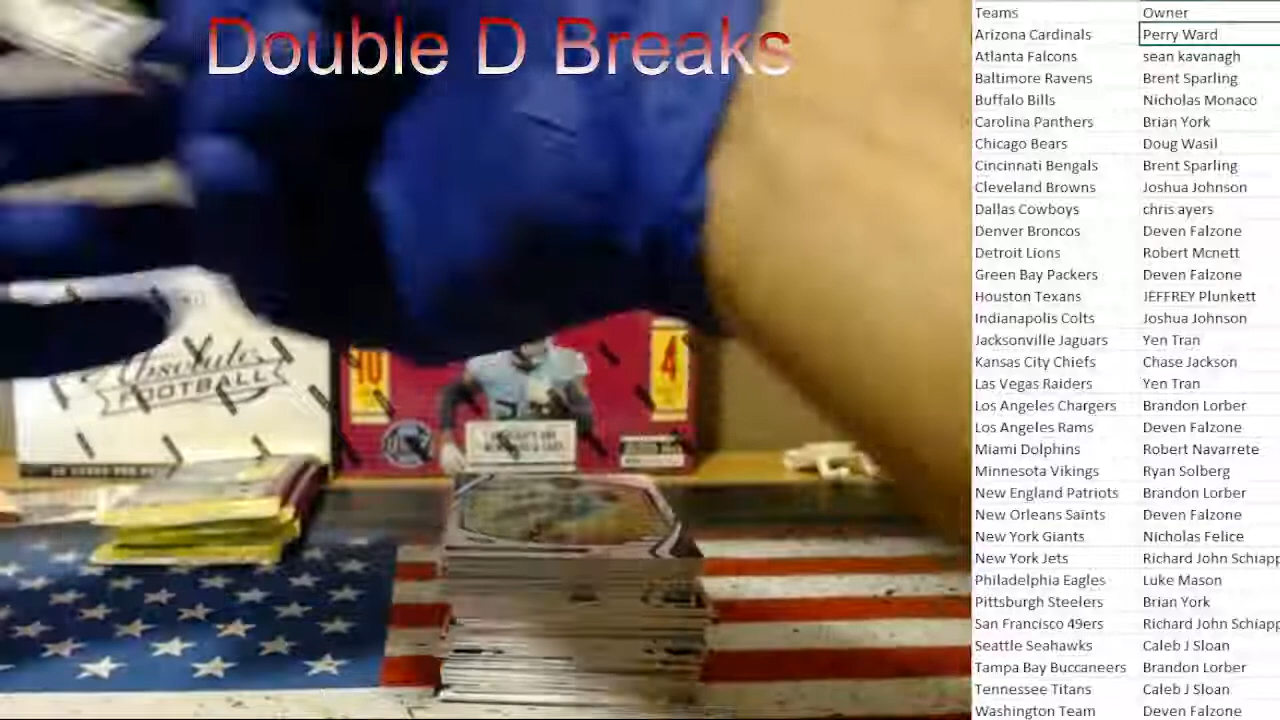 Double D Breaks
Absolute
FOOTBALL
10
4
Teams Owner
Arizona Cardinals Perry Ward
Atlanta Falcons sean kavanagh
Baltimore Ravens Brent Sparling
Buffalo Bills Nicholas Monaco
Carolina Panthers Brian York
Chicago Bears Doug Wasil
Cincinnati Bengals Brent Sparling
Cleveland Browns Joshua Johnson
Dallas Cowboys chris ayers
Denver Broncos Deven Falzone
Detroit Lions Robert Mcnett
Green Bay Packers Deven Falzone
Houston Texans JEFFREY Plunkett
Indianapolis Colts Joshua Johnson
Jacksonville Jaguars Yen Tran
Kansas City Chiefs Chase Jackson
Las Vegas Raiders Yen Tran
Los Angeles Chargers Brandon Lorber
Los Angeles Rams Deven Falzone
Miami Dolphins Robert Navarrete
Minnesota Vikings Ryan Solberg
New England Patriots Brandon Lorber
New Orleans Saints Deven Falzone
New York Giants Nicholas Felice
New York Jets Richard John Schiapp
Philadelphia Eagles Luke Mason
Pittsburgh Steelers Brian York
San Francisco 49ers Richard John Schiapp
Seattle Seahawks Caleb J Sloan
Tampa Bay Buccaneers Brandon Lorber
Tennessee Titans Caleb J Sloan
Washington Team Deven Falzone